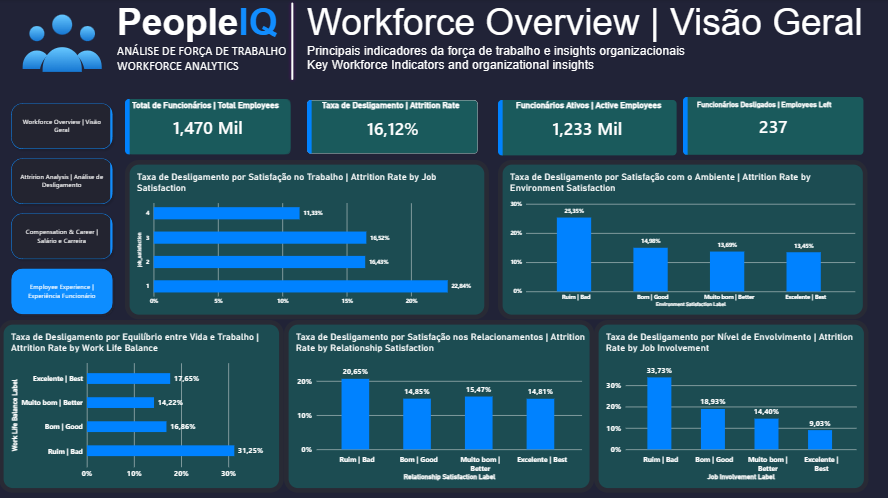 PeopleIQ
ANÁLISE DE FORÇA DE TRABALHO
WORKFORCE ANALYTICS
Workforce Overview | Visão Geral
Principais indicadores da força de trabalho e insights organizacionais
Key Workforce Indicators and organizational insights
Workforce Overview | Visão
Geral
Attrition Analysis | Análise de
Desligamento
Compensation & Career |
Salário e Carreira
Employee Experience |
Experiência Funcionário
Total de Funcionários | Total Employees
1,470 Mil
Taxa de Desligamento | Attrition Rate
16,12%
Funcionários Ativos | Active Employees
1,233 Mil
Funcionários Desligados | Employees Left
237
Taxa de Desligamento por Satisfação no Trabalho | Attrition Rate by Job
Satisfaction
job_satisfaction
4
11,33%
3
16,52%
2
16,43%
1
22,84%
0%
5%
10%
15%
20%
Taxa de Desligamento por Satisfação com o Ambiente | Attrition Rate by
Environment Satisfaction
30%
20%
10%
0%
25,35%
14,98%
13,69%
13,45%
Ruim | Bad
Bom | Good
Muito bom | Better
Excelente | Best
Environment Satisfaction Label
Taxa de Desligamento por Equilíbrio entre Vida e Trabalho |
Attrition Rate by Work Life Balance
Work Life Balance Label
Excelente | Best
17,65%
Muito bom | Better
14,22%
Bom | Good
16,86%
Ruim | Bad
31,25%
0%
10%
20%
30%
Taxa de Desligamento por Satisfação nos Relacionamentos | Attrition
Rate by Relationship Satisfaction
20%
10%
0%
20,65%
14,85%
15,47%
14,81%
Ruim | Bad
Bom | Good
Muito bom |
Better
Excelente | Best
Relationship Satisfaction Label
Taxa de Desligamento por Nível de Envolvimento | Attrition
Rate by Job Involvement
30%
20%
10%
0%
33,73%
18,93%
14,40%
9,03%
Ruim | Bad
Bom | Good
Muito bom |
Better
Excelente |
Best
Job Involvement Label